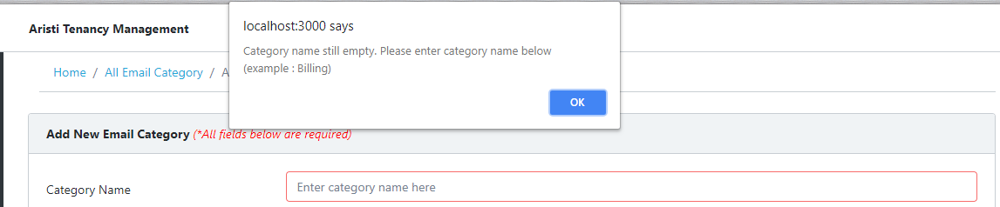 localhost:3000 says
Category name still empty. Please enter category name below
(example : Billing)
OK
Aristi Tenancy Management
Home / All Email Category / A
Add New Email Category (*All fields below are required)
Category Name
Enter category name here